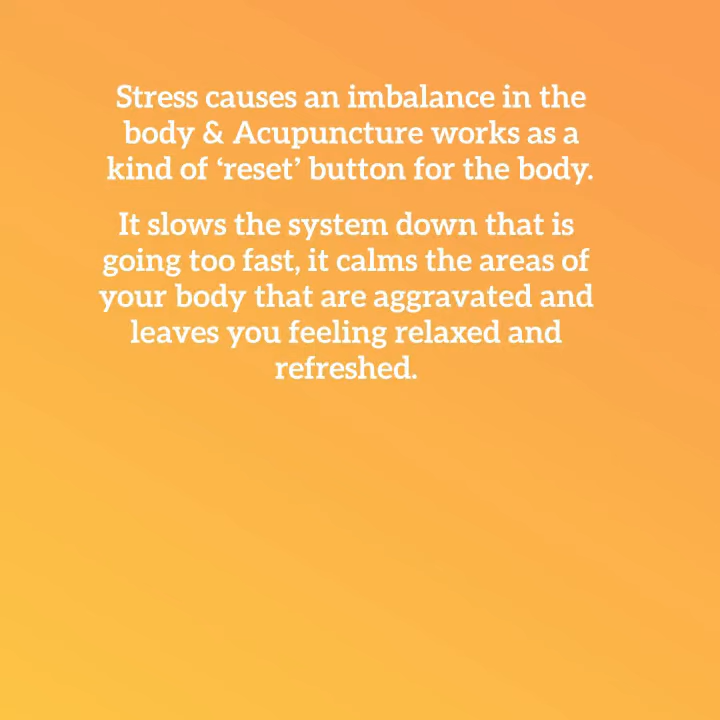 Stress causes an imbalance in the
body & Acupuncture works as a
kind of ‘reset’ button for the body.
It slows the system down that is
going too fast, it calms the areas of
your body that are aggravated and
leaves you feeling relaxed and
refreshed.